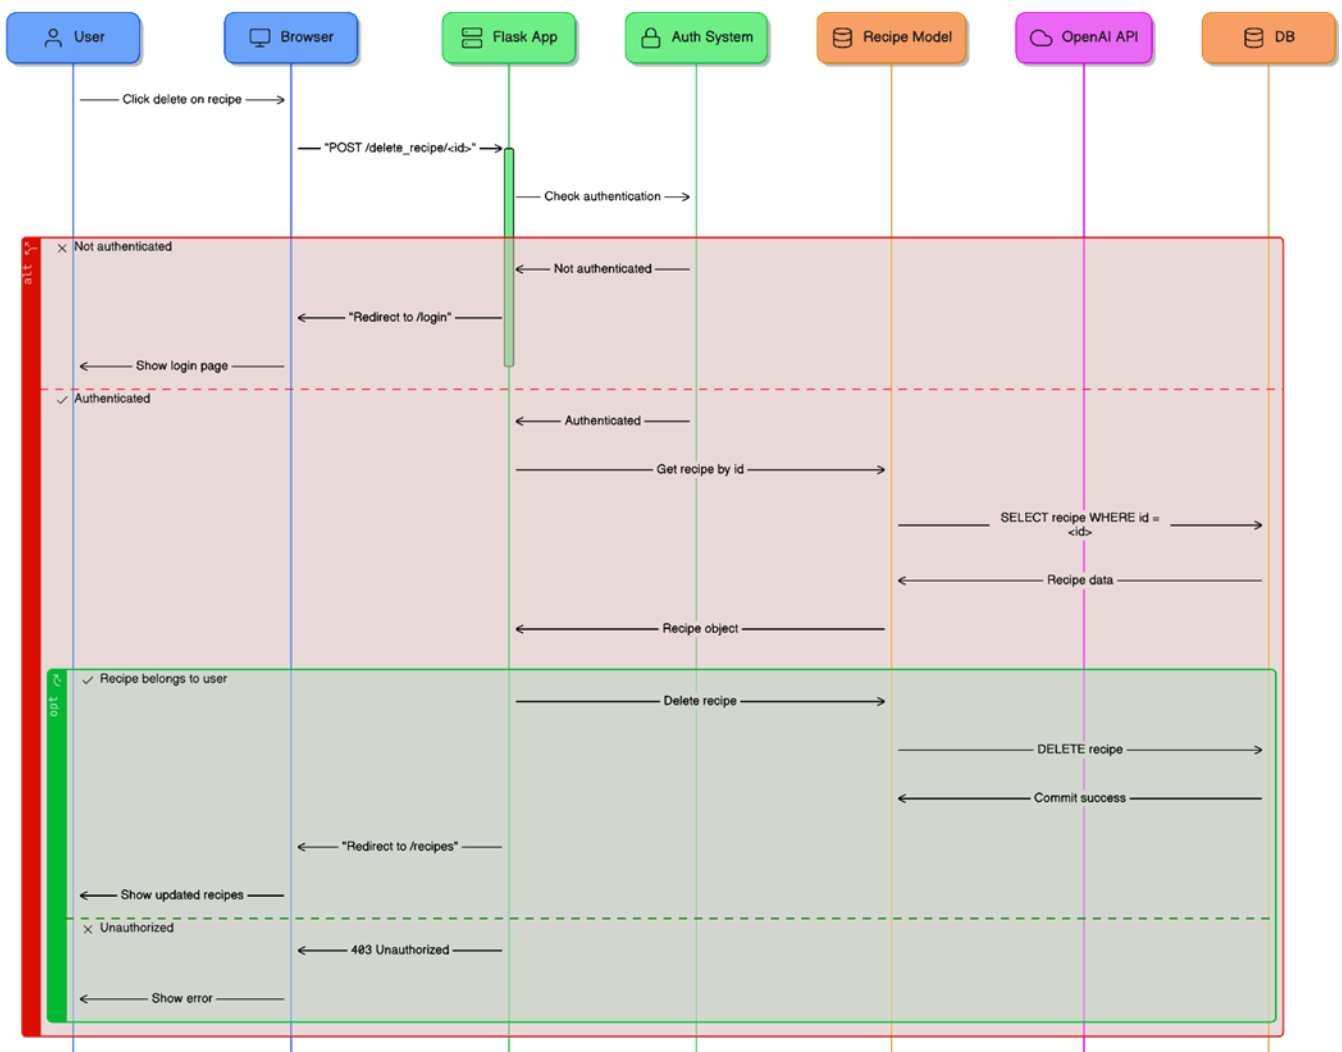 User
Browser
Flask App
Auth System
Recipe Model
OpenAI API
DB
Click delete on recipe
"POST /delete_recipe/<id>"
Check authentication
alt
Not authenticated
Not authenticated
"Redirect to /login"
Show login page
Authenticated
Authenticated
Get recipe by id
SELECT recipe WHERE id =
<id>
Recipe data
Recipe object
opt
Recipe belongs to user
Delete recipe
DELETE recipe
Commit success
"Redirect to /recipes"
Show updated recipes
Unauthorized
403 Unauthorized
Show error